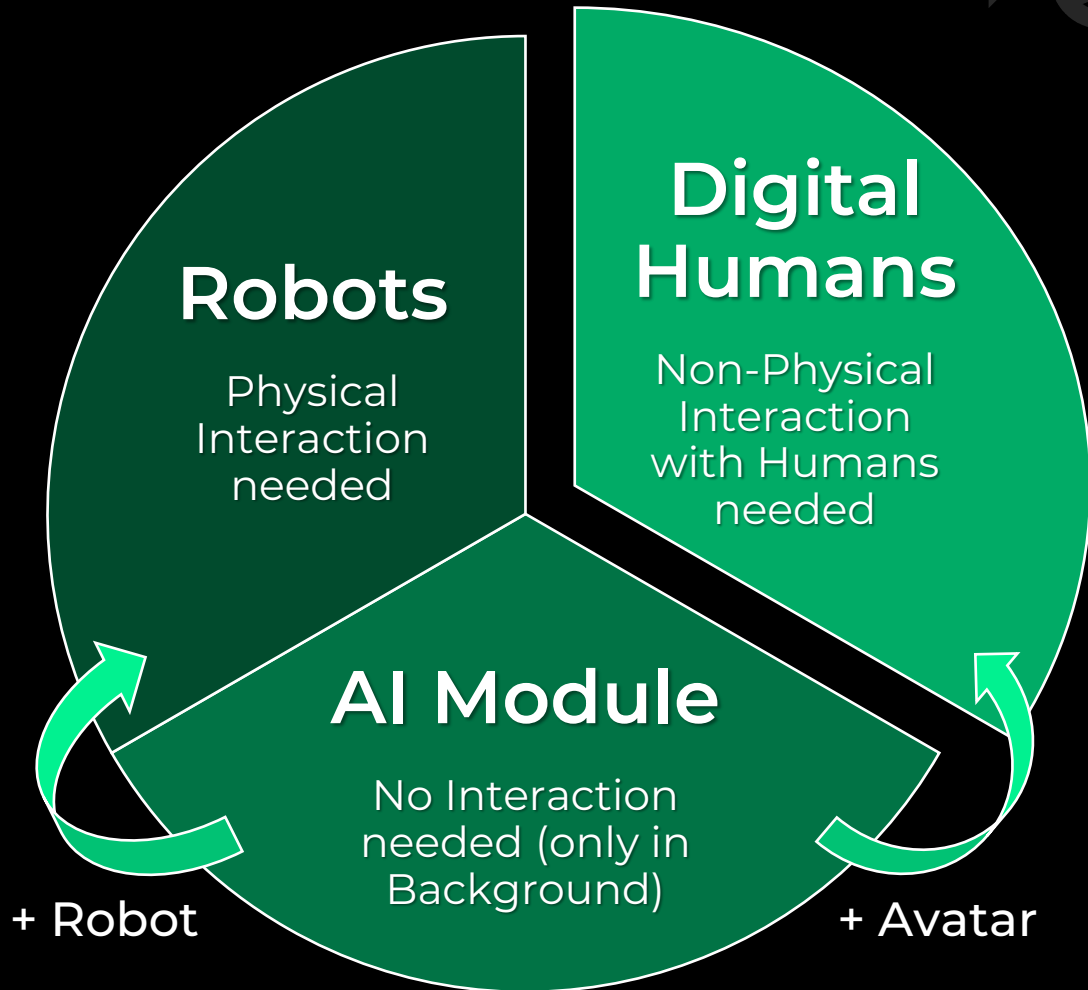 Robots
Physical
Interaction
needed
Digital
Humans
Non-Physical
Interaction
with Humans
needed
AI Module
No Interaction
needed (only in
Background)
+ Robot
+ Avatar